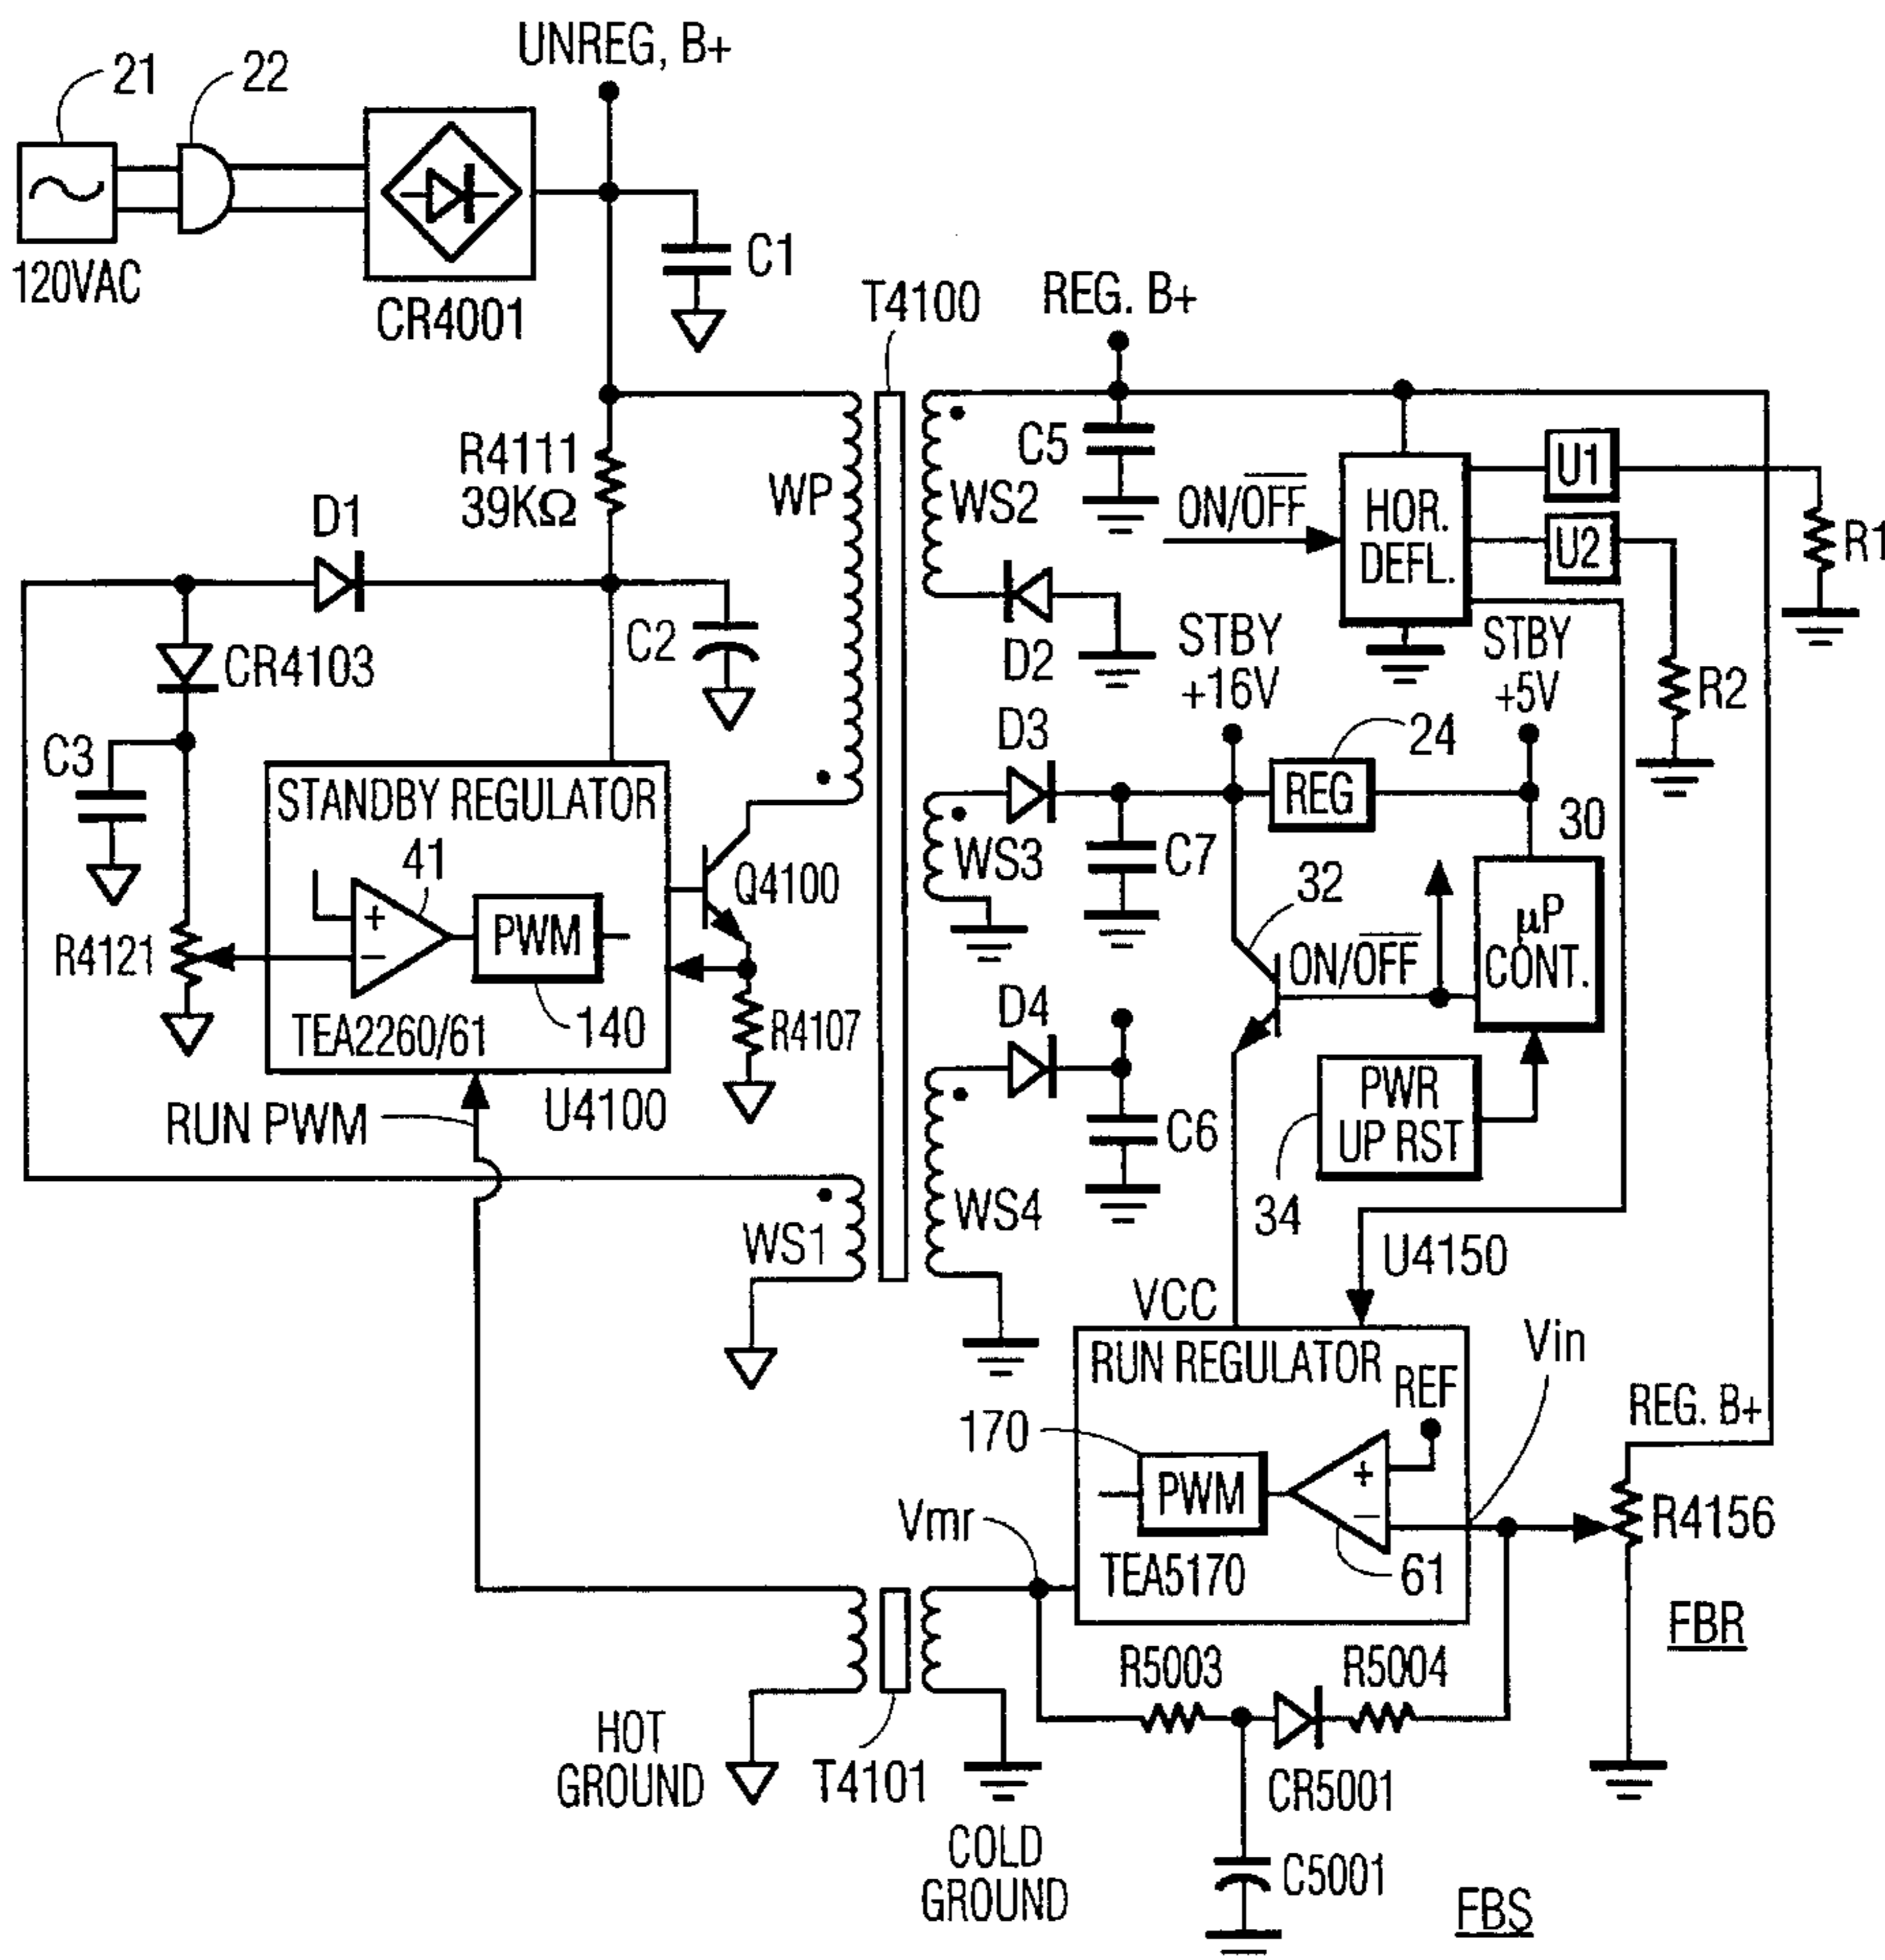 UNREG, B+
21
22
120VAC
CR4001
C1
T4100
REG. B+
R4111
39KΩ
WP
WS2
C5
ON/O̅F̅F̅
HOR.
DEFL.
U1
U2
R1
D1
C2
D2
STBY
+16V
STBY
+5V
R2
CR4103
D3
24
C3
STANDBY REGULATOR
REG
30
41
+
−
PWM
Q4100
WS3
C7
32
μP
CONT.
R4121
ON/O̅F̅F̅
TEA2260/61
140
R4107
D4
RUN PWM
U4100
C6
PWR
UP RST
WS1
WS4
34
U4150
VCC
RUN REGULATOR
Vin
REF
REG. B+
170
PWM
+
−
Vmr
R4156
TEA5170
61
FBR
R5003
R5004
HOT
GROUND
T4101
CR5001
COLD
GROUND
C5001
FBS